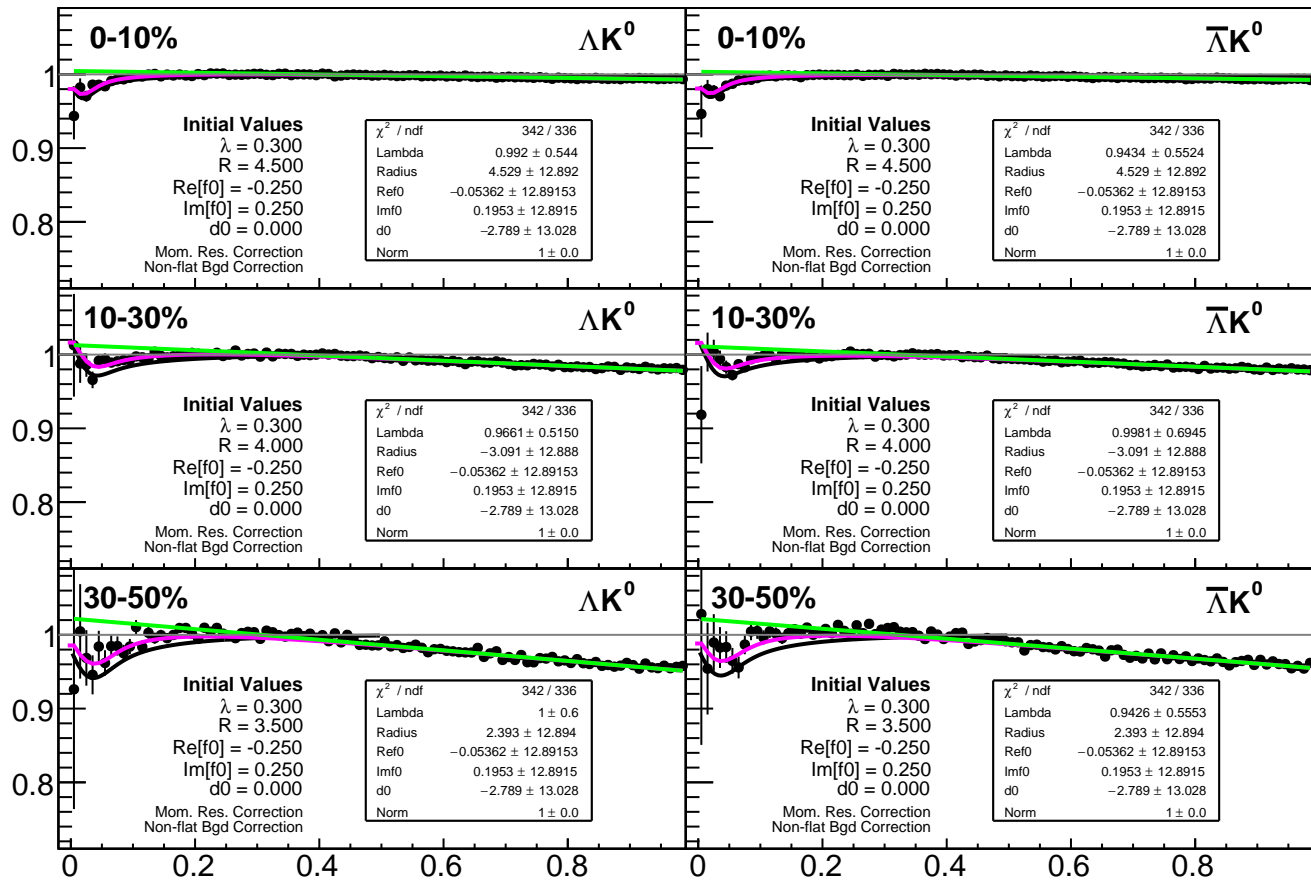 0-10% ΛK⁰
1
0.9
0.8
Initial Values
λ = 0.300
R = 4.500
Re[f0] = -0.250
Im[f0] = 0.250
d0 = 0.000
Mom. Res. Correction
Non-flat Bgd Correction
χ² / ndf 342 / 336
Lambda 0.992 ± 0.544
Radius 4.529 ± 12.892
Ref0 −0.05362 ± 12.89153
Imf0 0.1953 ± 12.8915
d0 −2.789 ± 13.028
Norm 1 ± 0.0
0-10% Λ̅K⁰
Initial Values
λ = 0.300
R = 4.500
Re[f0] = -0.250
Im[f0] = 0.250
d0 = 0.000
Mom. Res. Correction
Non-flat Bgd Correction
χ² / ndf 342 / 336
Lambda 0.9434 ± 0.5524
Radius 4.529 ± 12.892
Ref0 −0.05362 ± 12.89153
Imf0 0.1953 ± 12.8915
d0 −2.789 ± 13.028
Norm 1 ± 0.0
10-30% ΛK⁰
1
0.9
0.8
Initial Values
λ = 0.300
R = 4.000
Re[f0] = -0.250
Im[f0] = 0.250
d0 = 0.000
Mom. Res. Correction
Non-flat Bgd Correction
χ² / ndf 342 / 336
Lambda 0.9661 ± 0.5150
Radius −3.091 ± 12.888
Ref0 −0.05362 ± 12.89153
Imf0 0.1953 ± 12.8915
d0 −2.789 ± 13.028
Norm 1 ± 0.0
10-30% Λ̅K⁰
Initial Values
λ = 0.300
R = 4.000
Re[f0] = -0.250
Im[f0] = 0.250
d0 = 0.000
Mom. Res. Correction
Non-flat Bgd Correction
χ² / ndf 342 / 336
Lambda 0.9981 ± 0.6945
Radius −3.091 ± 12.888
Ref0 −0.05362 ± 12.89153
Imf0 0.1953 ± 12.8915
d0 −2.789 ± 13.028
Norm 1 ± 0.0
30-50% ΛK⁰
1
0.9
0.8
Initial Values
λ = 0.300
R = 3.500
Re[f0] = -0.250
Im[f0] = 0.250
d0 = 0.000
Mom. Res. Correction
Non-flat Bgd Correction
χ² / ndf 342 / 336
Lambda 1 ± 0.6
Radius 2.393 ± 12.894
Ref0 −0.05362 ± 12.89153
Imf0 0.1953 ± 12.8915
d0 −2.789 ± 13.028
Norm 1 ± 0.0
30-50% Λ̅K⁰
Initial Values
λ = 0.300
R = 3.500
Re[f0] = -0.250
Im[f0] = 0.250
d0 = 0.000
Mom. Res. Correction
Non-flat Bgd Correction
χ² / ndf 342 / 336
Lambda 0.9426 ± 0.5553
Radius 2.393 ± 12.894
Ref0 −0.05362 ± 12.89153
Imf0 0.1953 ± 12.8915
d0 −2.789 ± 13.028
Norm 1 ± 0.0
0 0.2 0.4 0.6 0.8 0 0.2 0.4 0.6 0.8